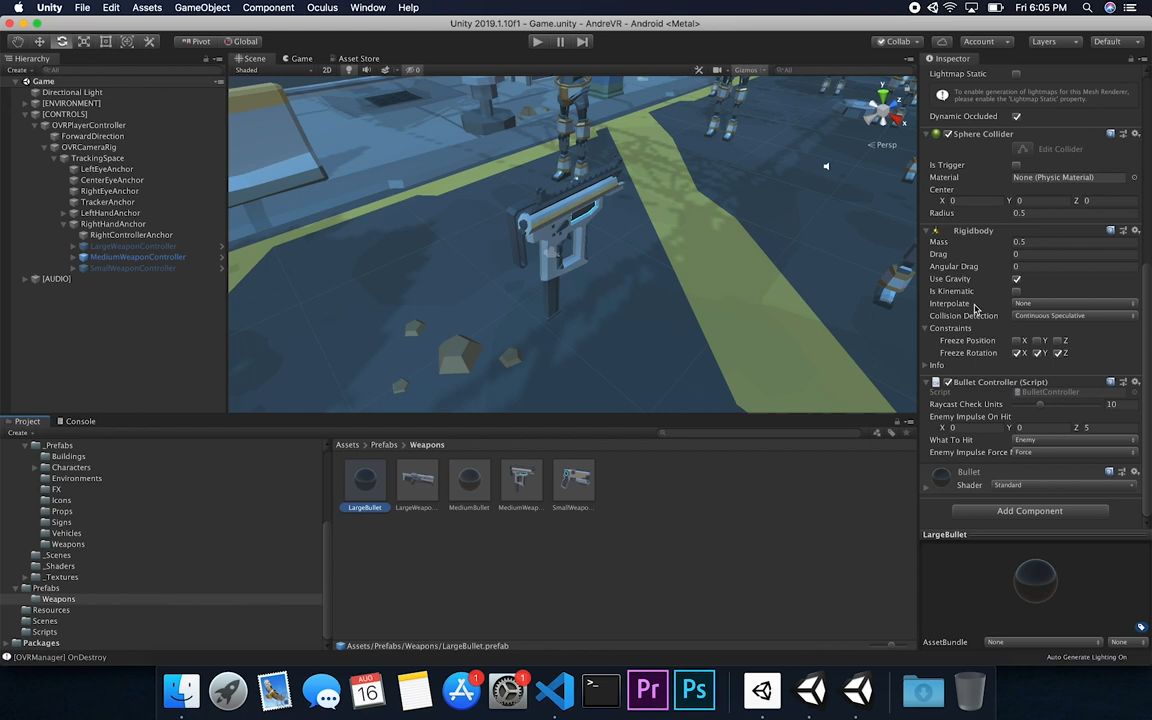 Unity File Edit Assets GameObject Component Oculus Window Help Fri 6:05 PM
Unity 2019.1.10f1 - Game.unity - AndreVR - Android <Metal>
Pivot Global Collab Account Layers Default
Hierarchy Scene Game Asset Store Inspector
Create All Shaded 2D 0 Gizmos All
Game
Directional Light
[ENVIRONMENT]
[CONTROLS]
OVRPlayerController
ForwardDirection
OVRCameraRig
TrackingSpace
LeftEyeAnchor
CenterEyeAnchor
RightEyeAnchor
TrackerAnchor
LeftHandAnchor
RightHandAnchor
RightControllerAnchor
LargeWeaponController
MediumWeaponController
SmallWeaponController
[AUDIO]
y
z
x
Persp
Lightmap Static
To enable generation of lightmaps for this Mesh Renderer,
please enable the 'Lightmap Static' property.
Dynamic Occluded
Sphere Collider
Edit Collider
Is Trigger
Material None (Physic Material)
Center
X 0 Y 0 Z 0
Radius 0.5
Rigidbody
Mass 0.5
Drag 0
Angular Drag 0
Use Gravity
Is Kinematic
Interpolate None
Collision Detection Continuous Speculative
Constraints
Freeze Position X Y Z
Freeze Rotation X Y Z
Info
Bullet Controller (Script)
Script BulletController
Raycast Check Units 10
Enemy Impulse On Hit
X 0 Y 0 Z 5
What To Hit Enemy
Enemy Impulse Force Force
Bullet
Shader Standard
Add Component
LargeBullet
AssetBundle None None
Auto Generate Lighting On
Project Console
Create
_Prefabs
Buildings
Characters
Environments
FX
Icons
Props
Signs
Vehicles
Weapons
_Scenes
_Shaders
_Textures
Prefabs
Weapons
Resources
Scenes
Scripts
Packages
Assets Prefabs Weapons
LargeBullet LargeWeapo... MediumBullet MediumWeap... SmallWeapo...
Assets/Prefabs/Weapons/LargeBullet.prefab
[OVRManager] OnDestroy
AUG
16
1
1
>_
Pr
Ps